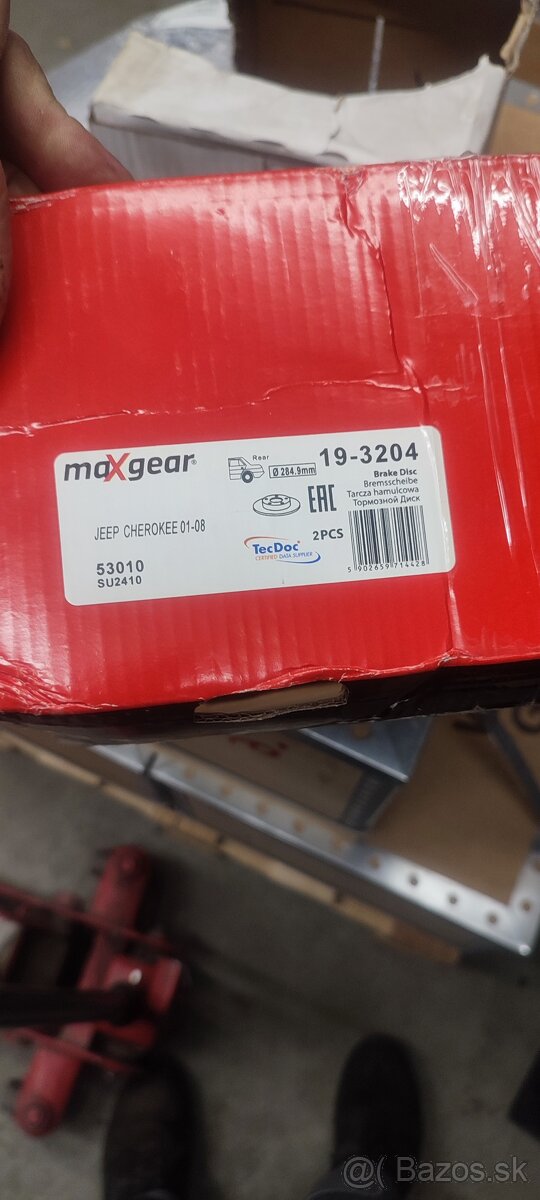 maXgear®
Rear
Ø 284.9mm
19-3204
Brake Disc
Bremsscheibe
Tarcza hamulcowa
Тормозной Диск
EAC
JEEP CHEROKEE 01-08
2PCS
53010
SU2410
TecDoc®
CERTIFIED DATA SUPPLIER
5 902659 714428
@ Bazos.sk